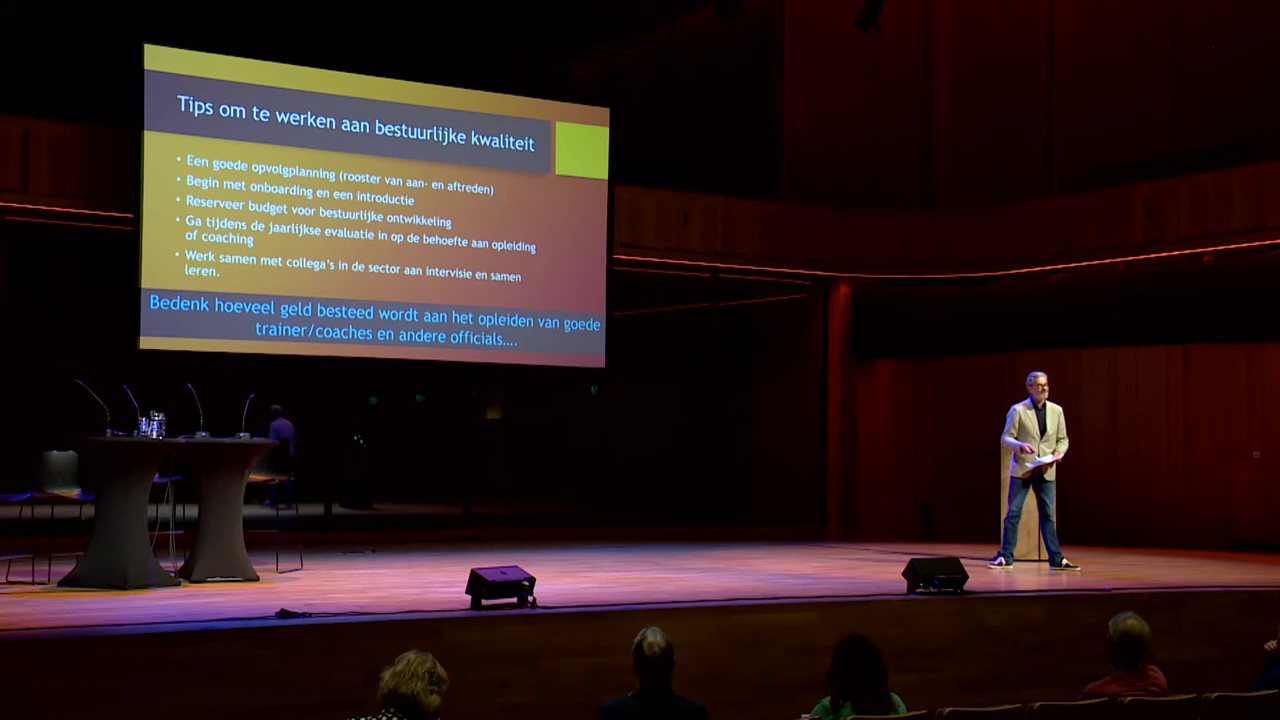 Tips om te werken aan bestuurlijke kwaliteit
• Een goede opvolgplanning (rooster van aan- en aftreden)
• Begin met onboarding en een introductie
• Reserveer budget voor bestuurlijke ontwikkeling
• Ga tijdens de jaarlijkse evaluatie in op de behoefte aan opleiding
of coaching
• Werk samen met collega's in de sector aan intervisie en samen
leren.
Bedenk hoeveel geld besteed wordt aan het opleiden van goede
trainer/coaches en andere officials….